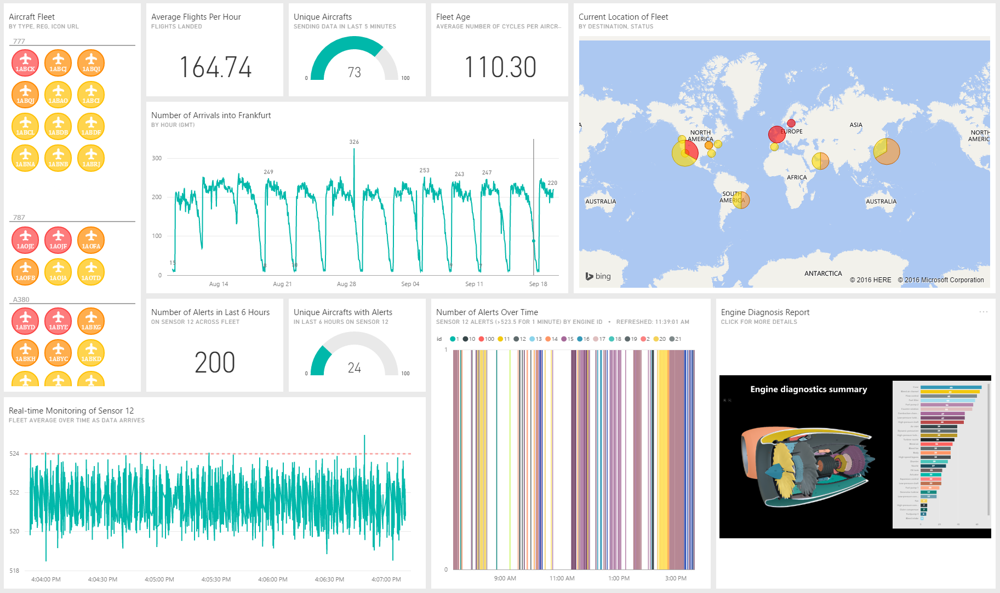 Aircraft Fleet
BY TYPE, REG, ICON URL
777
1ABCK 1ABCJ 1ABQI
1ABQJ 1ABAO 1ABCI
1ABCL 1ABDB 1ABDF
1ABNA 1ABNB 1ABRJ
787
1AOJE 1AOJF 1AOFA
1AOFB 1AOJA 1AOTD
A380
1ABYD 1ABYE 1ABKG
1ABKH 1ABYC 1ABKD
Average Flights Per Hour
FLIGHTS LANDED
164.74
Unique Aircrafts
SENDING DATA IN LAST 5 MINUTES
0 73 100
Fleet Age
AVERAGE NUMBER OF CYCLES PER AIRCR...
110.30
Number of Arrivals into Frankfurt
BY HOUR (GMT)
326
300
253
249
243
247
220
200
100
15
8
10
9
7
0
Aug 14 Aug 21 Aug 28 Sep 04 Sep 11 Sep 18
Current Location of Fleet
BY DESTINATION, STATUS
NORTH
AMERICA
EUROPE
ASIA
NORTH
AMERIC
A
AFRICA
SOUTH
AMERICA
AUSTRALIA
AUSTRALIA
ANTARCTICA
bing
© 2016 HERE © 2016 Microsoft Corporation
Number of Alerts in Last 6 Hours
ON SENSOR 12 ACROSS FLEET
200
Unique Aircrafts with Alerts
IN LAST 6 HOURS ON SENSOR 12
0 24 100
Number of Alerts Over Time
SENSOR 12 ALERTS (>523.5 FOR 1 MINUTE) BY ENGINE ID • REFRESHED: 11:39:01 AM
id 1 10 100 11 12 13 14 15 16 17 18 19 2 20 21
1
0
9:00 AM 11:00 AM 1:00 PM 3:00 PM
Engine Diagnosis Report
CLICK FOR MORE DETAILS
Engine diagnostics summary
Real-time Monitoring of Sensor 12
FLEET AVERAGE OVER TIME AS DATA ARRIVES
524
522
520
518
4:04:00 PM 4:04:30 PM 4:05:00 PM 4:05:30 PM 4:06:00 PM 4:06:30 PM 4:07:00 PM